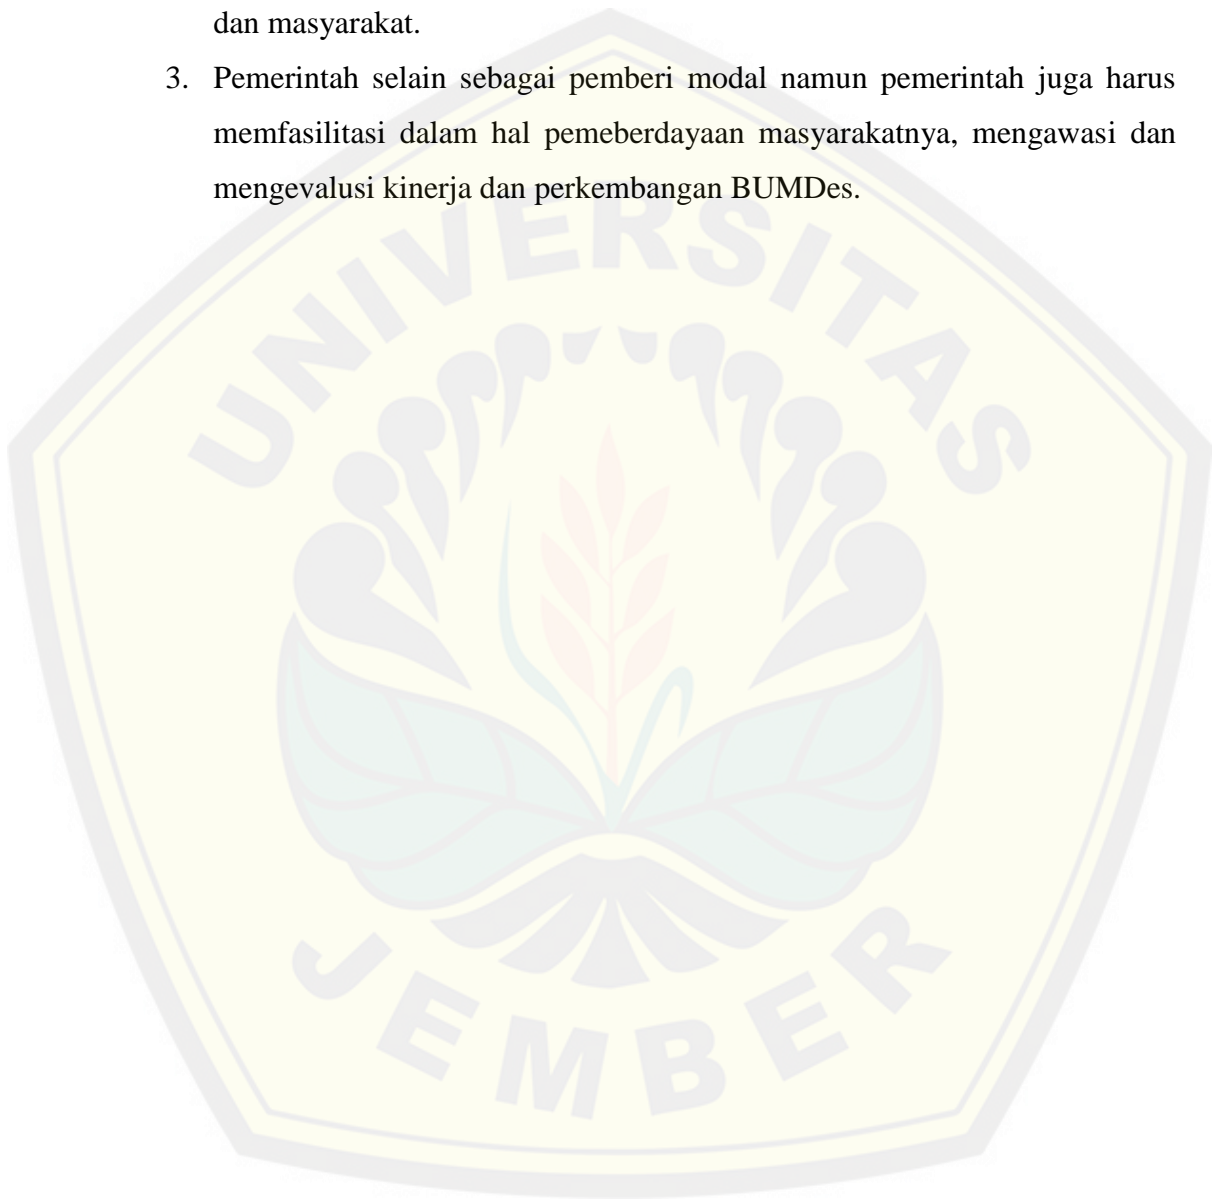 dan masyarakat.
3. Pemerintah selain sebagai pemberi modal namun pemerintah juga harus
memfasilitasi dalam hal pemeberdayaan masyarakatnya, mengawasi dan
mengevalusi kinerja dan perkembangan BUMDes.
UNIVERSITAS
JEMBER